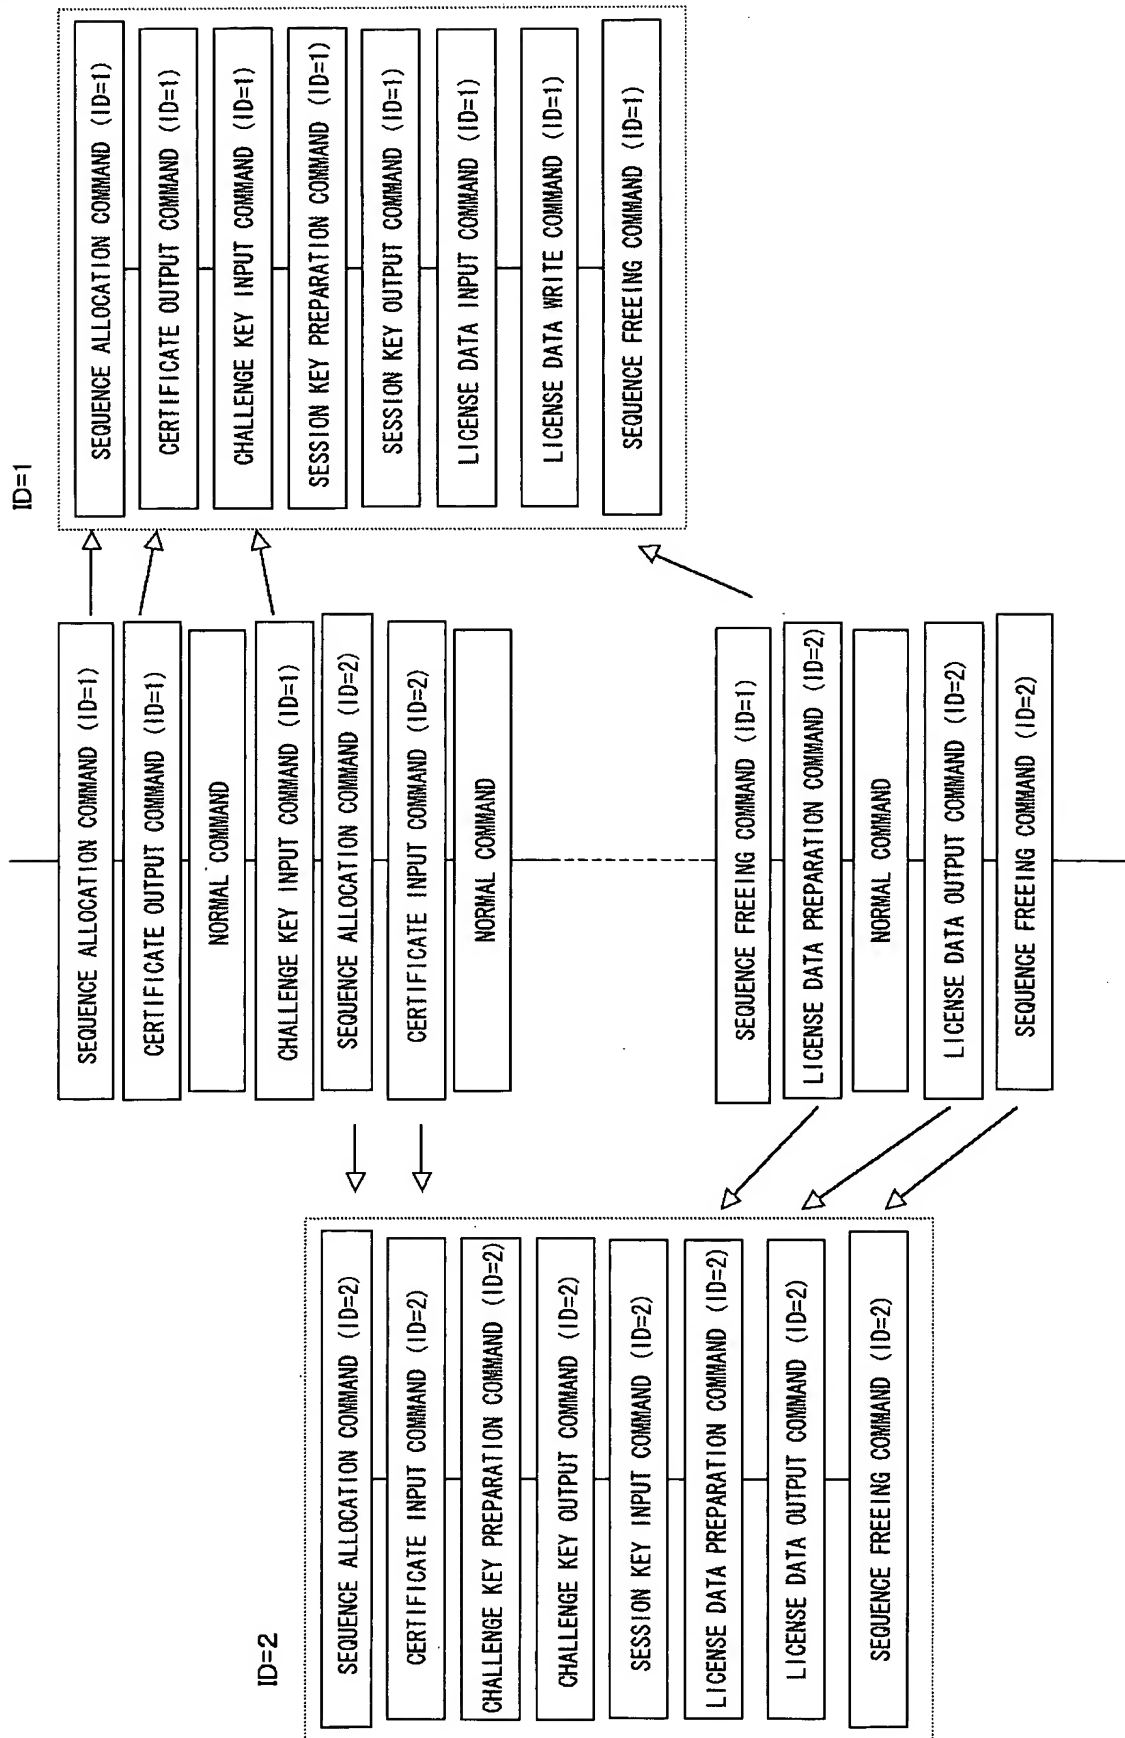 ID=1
SEQUENCE ALLOCATION COMMAND (ID=1)
CERTIFICATE OUTPUT COMMAND (ID=1)
CHALLENGE KEY INPUT COMMAND (ID=1)
SESSION KEY PREPARATION COMMAND (ID=1)
SESSION KEY OUTPUT COMMAND (ID=1)
LICENSE DATA INPUT COMMAND (ID=1)
LICENSE DATA WRITE COMMAND (ID=1)
SEQUENCE FREEING COMMAND (ID=1)
SEQUENCE ALLOCATION COMMAND (ID=1)
CERTIFICATE OUTPUT COMMAND (ID=1)
NORMAL COMMAND
CHALLENGE KEY INPUT COMMAND (ID=1)
SEQUENCE ALLOCATION COMMAND (ID=2)
CERTIFICATE INPUT COMMAND (ID=2)
NORMAL COMMAND
SEQUENCE FREEING COMMAND (ID=1)
LICENSE DATA PREPARATION COMMAND (ID=2)
NORMAL COMMAND
LICENSE DATA OUTPUT COMMAND (ID=2)
SEQUENCE FREEING COMMAND (ID=2)
ID=2
SEQUENCE ALLOCATION COMMAND (ID=2)
CERTIFICATE INPUT COMMAND (ID=2)
CHALLENGE KEY PREPARATION COMMAND (ID=2)
CHALLENGE KEY OUTPUT COMMAND (ID=2)
SESSION KEY INPUT COMMAND (ID=2)
LICENSE DATA PREPARATION COMMAND (ID=2)
LICENSE DATA OUTPUT COMMAND (ID=2)
SEQUENCE FREEING COMMAND (ID=2)